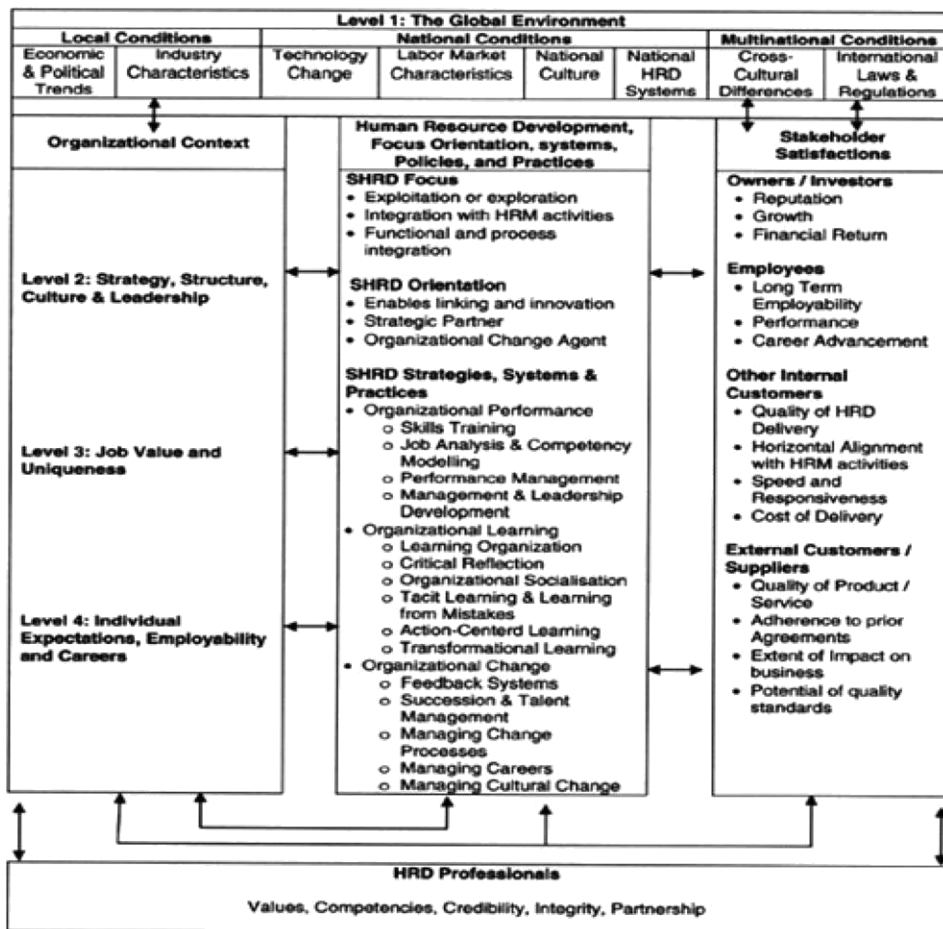 Level 1: The Global Environment
Local Conditions
National Conditions
Multinational Conditions
Economic
& Political
Trends
Industry
Characteristics
Technology
Change
Labor Market
Characteristics
National
Culture
National
HRD
Systems
Cross-
Cultural
Differences
International
Laws &
Regulations
Organizational Context
Level 2: Strategy, Structure,
Culture & Leadership
Level 3: Job Value and
Uniqueness
Level 4: Individual
Expectations, Employability
and Careers
Human Resource Development,
Focus Orientation, systems,
Policies, and Practices
SHRD Focus
• Exploitation or exploration
• Integration with HRM activities
• Functional and process
integration
SHRD Orientation
• Enables linking and innovation
• Strategic Partner
• Organizational Change Agent
SHRD Strategies, Systems &
Practices
• Organizational Performance
o Skills Training
o Job Analysis & Competency
Modelling
o Performance Management
o Management & Leadership
Development
• Organizational Learning
o Learning Organization
o Critical Reflection
o Organizational Socialisation
o Tacit Learning & Learning
from Mistakes
o Action-Centerd Learning
o Transformational Learning
• Organizational Change
o Feedback Systems
o Succession & Talent
Management
o Managing Change
Processes
o Managing Careers
o Managing Cultural Change
Stakeholder
Satisfactions
Owners / Investors
• Reputation
• Growth
• Financial Return
Employees
• Long Term
Employability
• Performance
• Career Advancement
Other Internal
Customers
• Quality of HRD
Delivery
• Horizontal Alignment
with HRM activities
• Speed and
Responsiveness
• Cost of Delivery
External Customers /
Suppliers
• Quality of Product /
Service
• Adherence to prior
Agreements
• Extent of Impact on
business
• Potential of quality
standards
HRD Professionals
Values, Competencies, Credibility, Integrity, Partnership